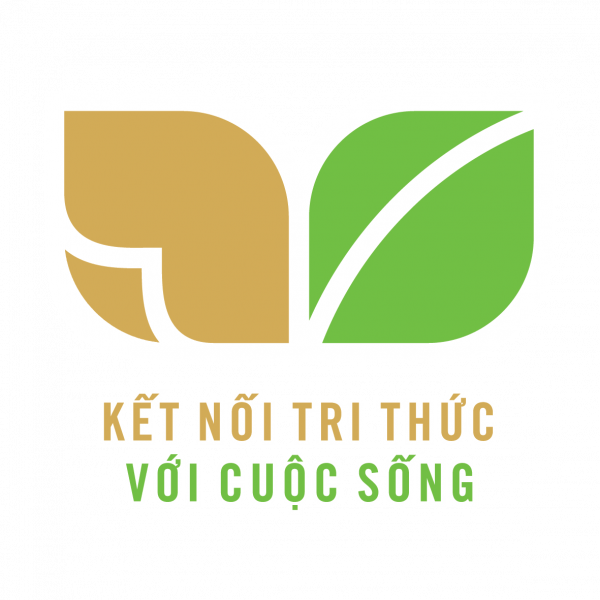 KẾT NỐI TRI THỨC
VỚI CUỘC SỐNG